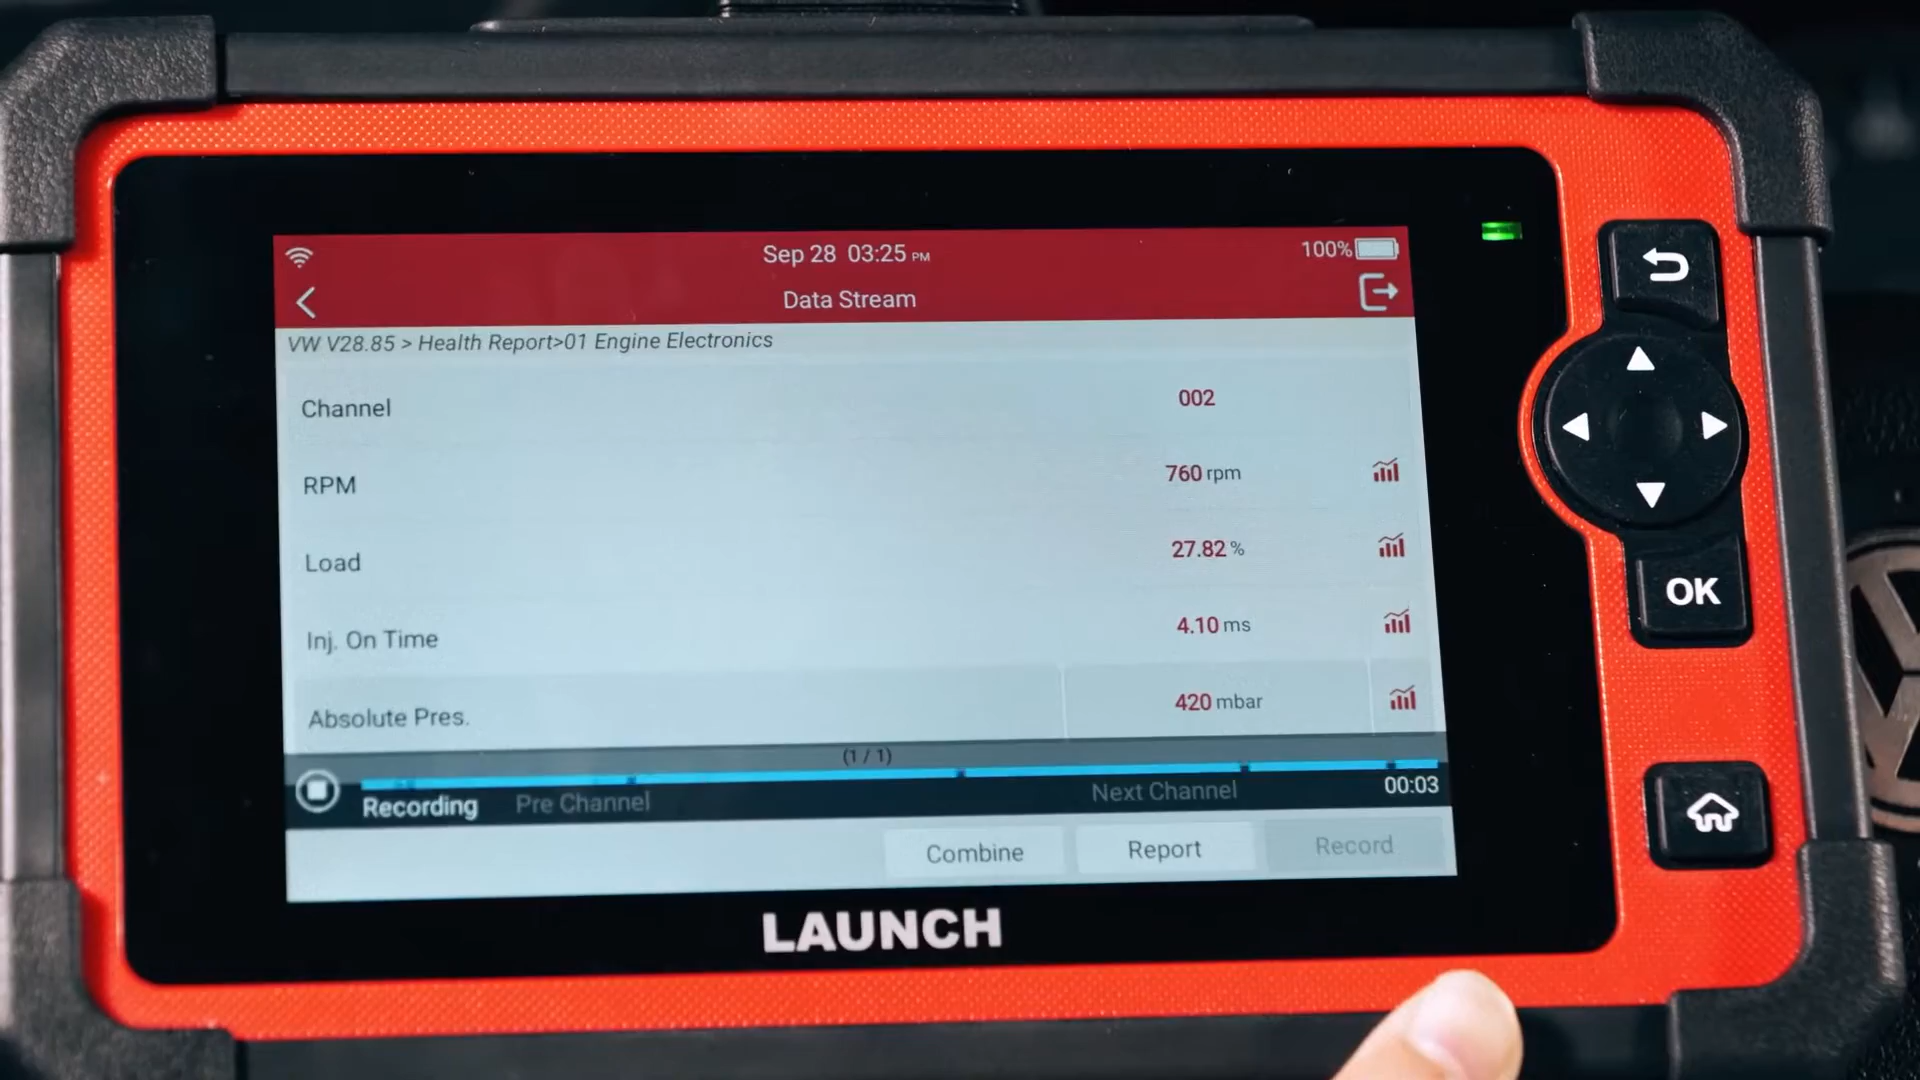 Sep 28 03:25 PM
100%
Data Stream
VW V28.85 > Health Report>01 Engine Electronics
Channel 002
RPM 760 rpm
Load 27.82 %
Inj. On Time 4.10 ms
Absolute Pres. 420 mbar
(1 / 1)
Recording Pre Channel Next Channel 00:03
Combine Report Record
LAUNCH
OK